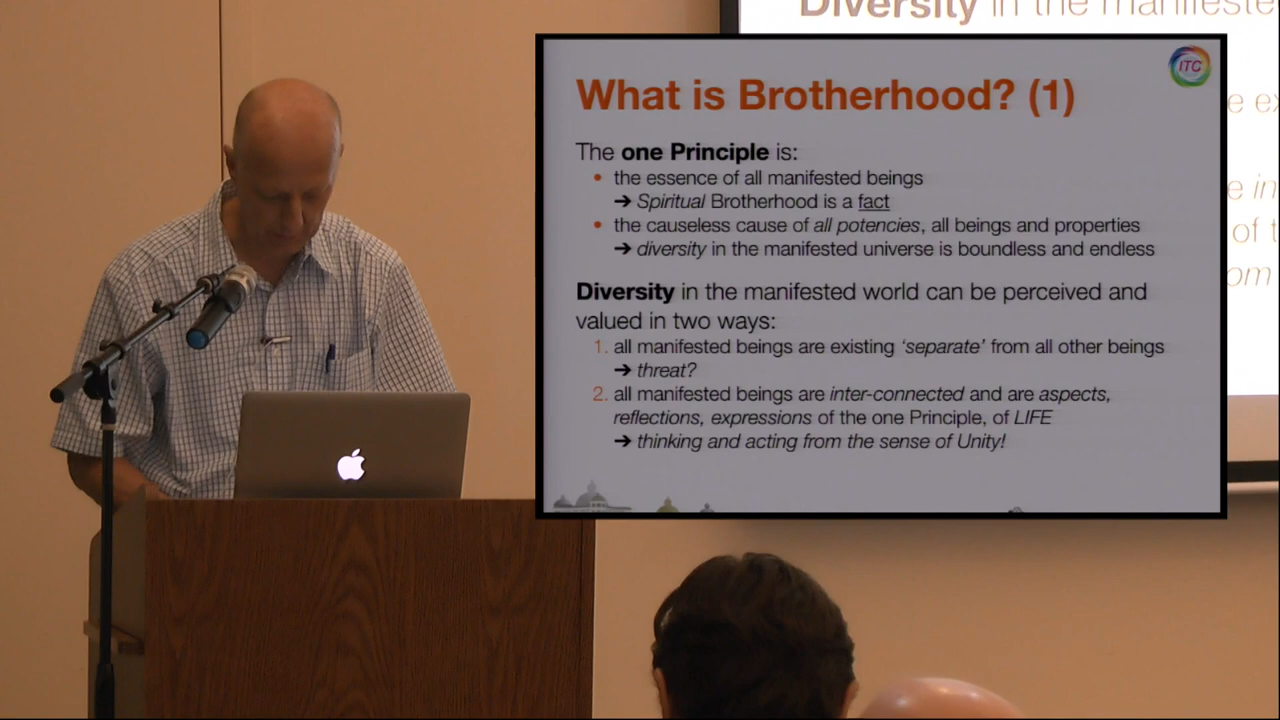 Diversity in the manifeste
ITC
What is Brotherhood? (1)
The one Principle is:
• the essence of all manifested beings
➔ Spiritual Brotherhood is a fact
• the causeless cause of all potencies, all beings and properties
➔ diversity in the manifested universe is boundless and endless
Diversity in the manifested world can be perceived and
valued in two ways:
1. all manifested beings are existing ‘separate’ from all other beings
➔ threat?
2. all manifested beings are inter-connected and are aspects,
reflections, expressions of the one Principle, of LIFE
➔ thinking and acting from the sense of Unity!